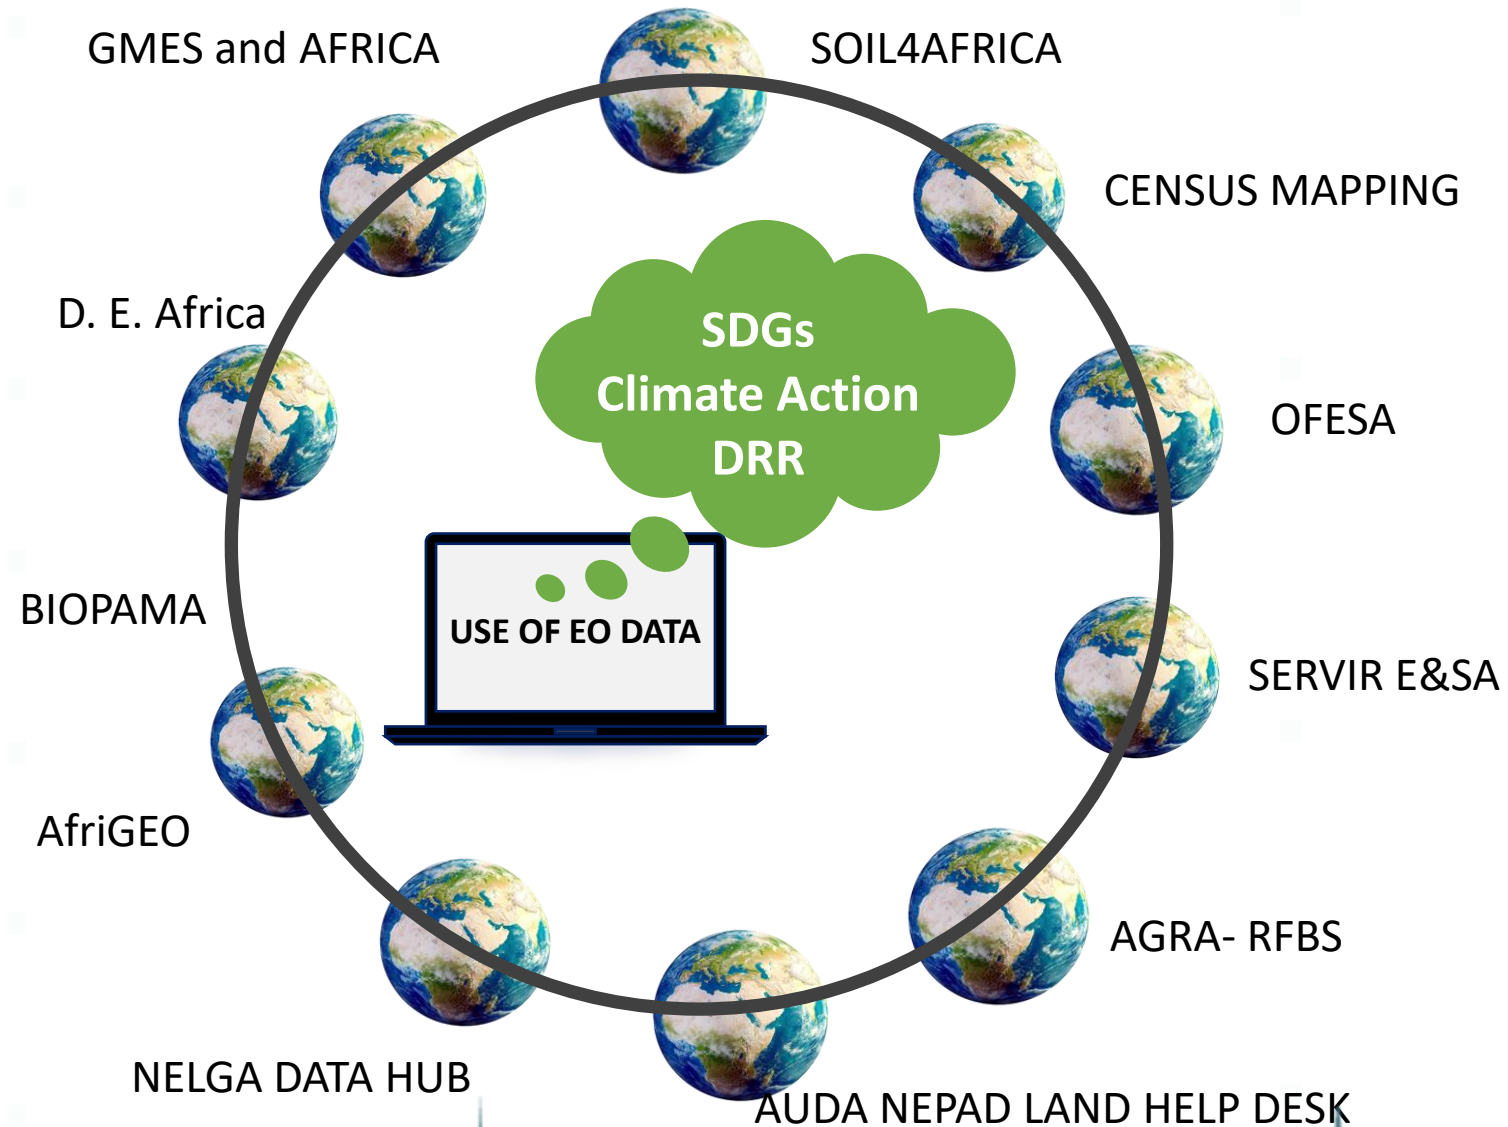 GMES and AFRICA
SOIL4AFRICA
CENSUS MAPPING
D. E. Africa
SDGs
Climate Action
DRR
OFESA
BIOPAMA
USE OF EO DATA
SERVIR E&SA
AfriGEO
AGRA- RFBS
NELGA DATA HUB
AUDA NEPAD LAND HELP DESK